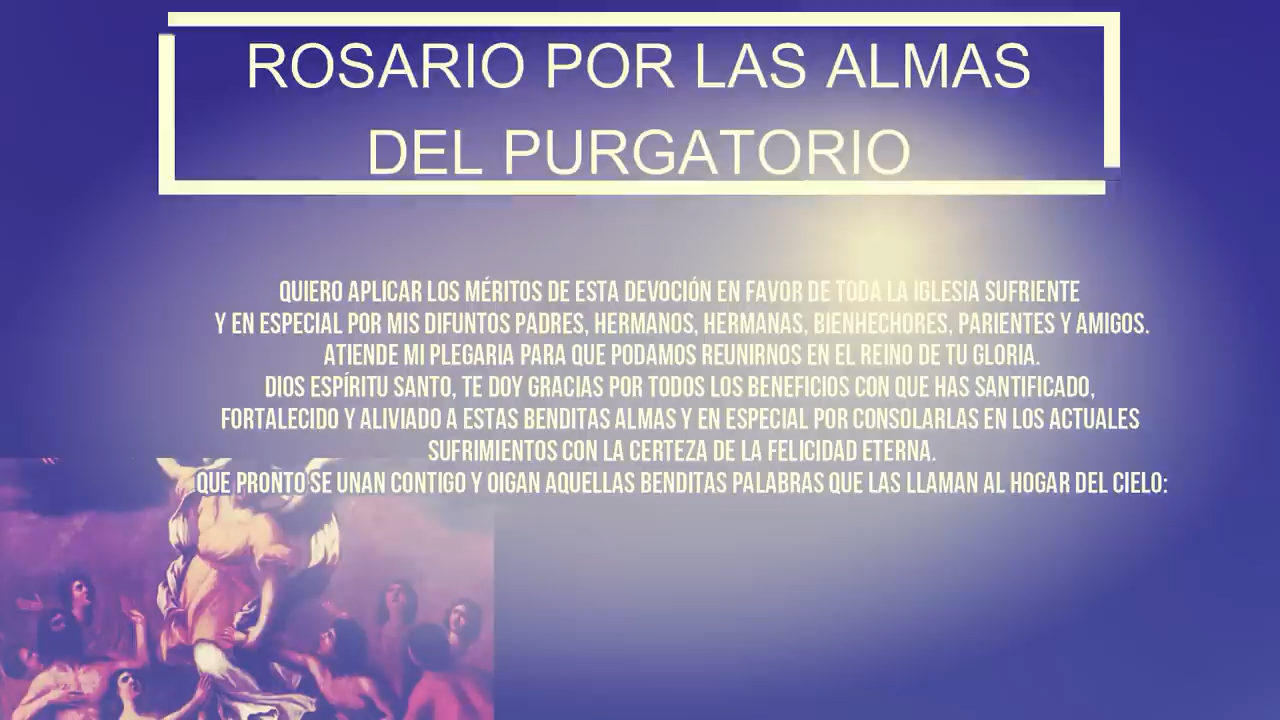 ROSARIO POR LAS ALMAS
DEL PURGATORIO
QUIERO APLICAR LOS MÉRITOS DE ESTA DEVOCIÓN EN FAVOR DE TODA LA IGLESIA SUFRIENTE
Y EN ESPECIAL POR MIS DIFUNTOS PADRES, HERMANOS, HERMANAS, BIENHECHORES, PARIENTES Y AMIGOS.
ATIENDE MI PLEGARIA PARA QUE PODAMOS REUNIRNOS EN EL REINO DE TU GLORIA.
DIOS ESPÍRITU SANTO, TE DOY GRACIAS POR TODOS LOS BENEFICIOS CON QUE HAS SANTIFICADO,
FORTALECIDO Y ALIVIADO A ESTAS BENDITAS ALMAS Y EN ESPECIAL POR CONSOLARLAS EN LOS ACTUALES
SUFRIMIENTOS CON LA CERTEZA DE LA FELICIDAD ETERNA.
QUE PRONTO SE UNAN CONTIGO Y OIGAN AQUELLAS BENDITAS PALABRAS QUE LAS LLAMAN AL HOGAR DEL CIELO: